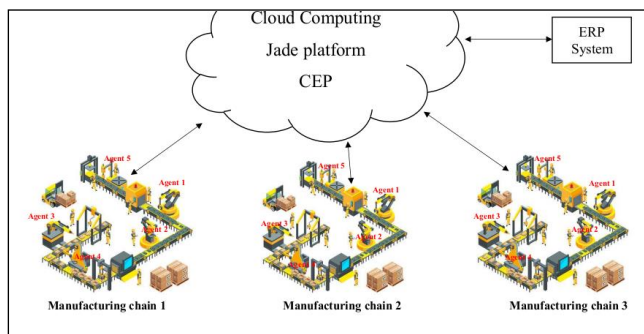 Cloud Computing
Jade platform
CEP
ERP
System
Agent 5
Agent 1
Agent 3
Agent 2
Agent 4
Manufacturing chain 1
Agent 5
Agent 1
Agent 2
Manufacturing chain 2
Agent 5
Agent 1
Agent 3
Agent 2
Manufacturing chain 3